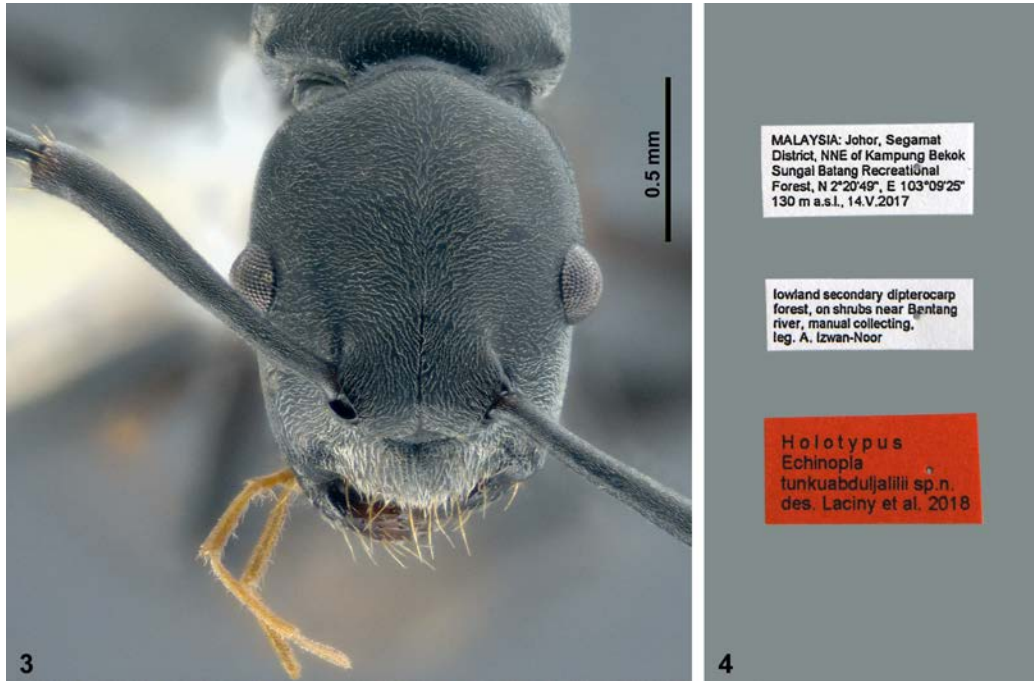 0.5 mm
3
MALAYSIA: Johor, Segamat
District, NNE of Kampung Bekok
Sungai Batang Recreational
Forest, N 2°20'49", E 103°09'25"
130 m a.s.l., 14.V.2017
lowland secondary dipterocarp
forest, on shrubs near Bantang
river, manual collecting,
leg. A. Izwan-Noor
Holotypus
Echinopla
tunkuabduljalilii sp.n.
des. Laciny et al. 2018
4